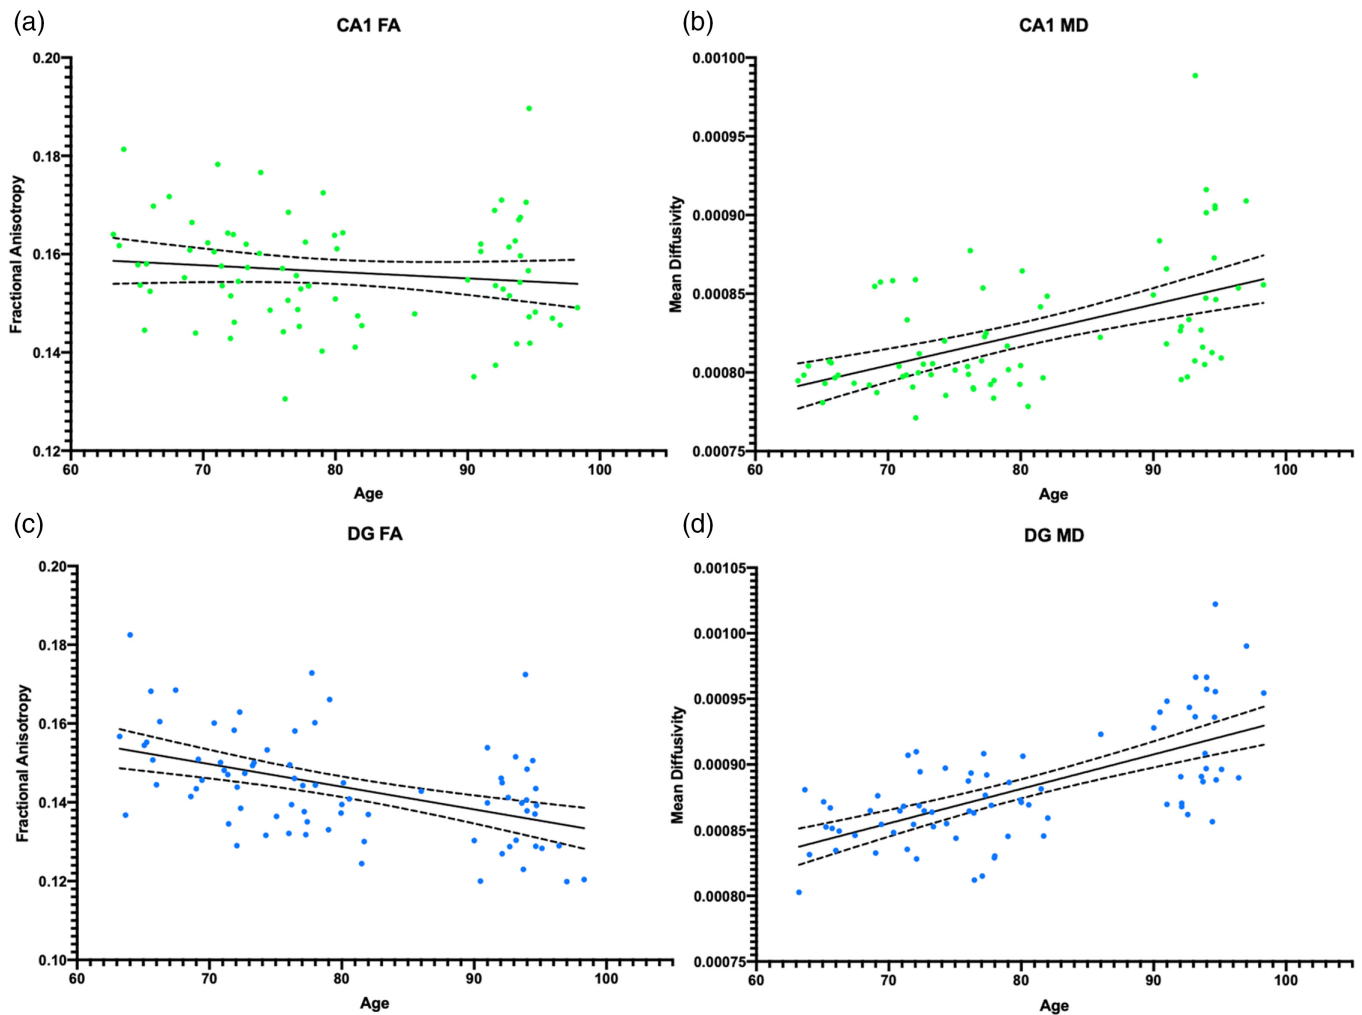 (a)
CA1 FA
0.20
0.18
0.16
0.14
0.12
Fractional Anisotropy
60 70 80 90 100
Age
(b)
CA1 MD
0.00100
0.00095
0.00090
0.00085
0.00080
0.00075
Mean Diffusivity
60 70 80 90 100
Age
(c)
DG FA
0.20
0.18
0.16
0.14
0.12
0.10
Fractional Anisotropy
60 70 80 90 100
Age
(d)
DG MD
0.00105
0.00100
0.00095
0.00090
0.00085
0.00080
0.00075
Mean Diffusivity
60 70 80 90 100
Age